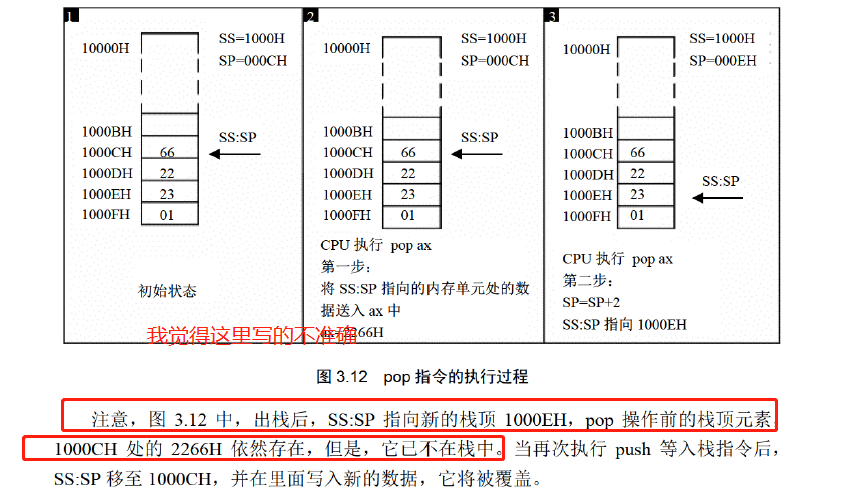 1
10000H
SS=1000H
SP=000CH
1000BH
1000CH 66
SS:SP
1000DH 22
1000EH 23
1000FH 01
初始状态
2
10000H
SS=1000H
SP=000CH
1000BH
1000CH 66
SS:SP
1000DH 22
1000EH 23
1000FH 01
CPU 执行 pop ax
第一步：
将 SS:SP 指向的内存单元处的数
据送入 ax 中
ax=2266H
我觉得这里写的不准确
3
10000H
SS=1000H
SP=000EH
1000BH
1000CH 66
1000DH 22
SS:SP
1000EH 23
1000FH 01
CPU 执行 pop ax
第二步：
SP=SP+2
SS:SP 指向 1000EH
图 3.12 pop 指令的执行过程
注意，图 3.12 中，出栈后，SS:SP 指向新的栈顶 1000EH，pop 操作前的栈顶元素，
1000CH 处的 2266H 依然存在，但是，它已不在栈中。当再次执行 push 等入栈指令后，
SS:SP 移至 1000CH，并在里面写入新的数据，它将被覆盖。